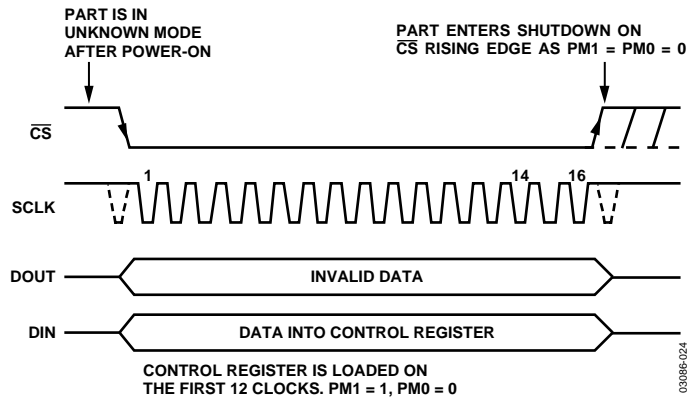 PART IS IN
UNKNOWN MODE
AFTER POWER-ON
PART ENTERS SHUTDOWN ON
C̅S̅ RISING EDGE AS PM1 = PM0 = 0
C̅S̅
1 14 16
SCLK
DOUT INVALID DATA
DIN DATA INTO CONTROL REGISTER
CONTROL REGISTER IS LOADED ON
THE FIRST 12 CLOCKS. PM1 = 1, PM0 = 0
03086-024